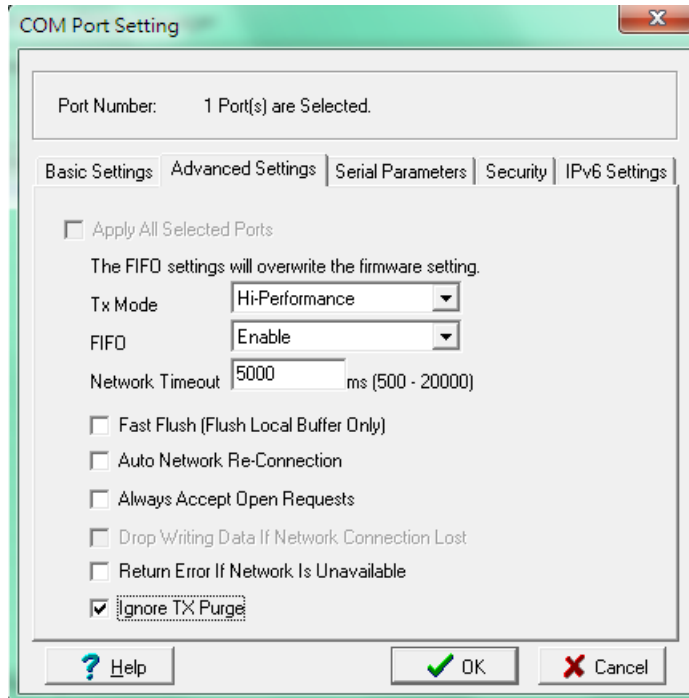 COM Port Setting
Port Number: 1 Port(s) are Selected.
Basic Settings Advanced Settings Serial Parameters Security IPv6 Settings
Apply All Selected Ports
The FIFO settings will overwrite the firmware setting.
Tx Mode Hi-Performance
FIFO Enable
Network Timeout 5000 ms (500 - 20000)
Fast Flush (Flush Local Buffer Only)
Auto Network Re-Connection
Always Accept Open Requests
Drop Writing Data If Network Connection Lost
Return Error If Network Is Unavailable
Ignore TX Purge
? Help OK Cancel